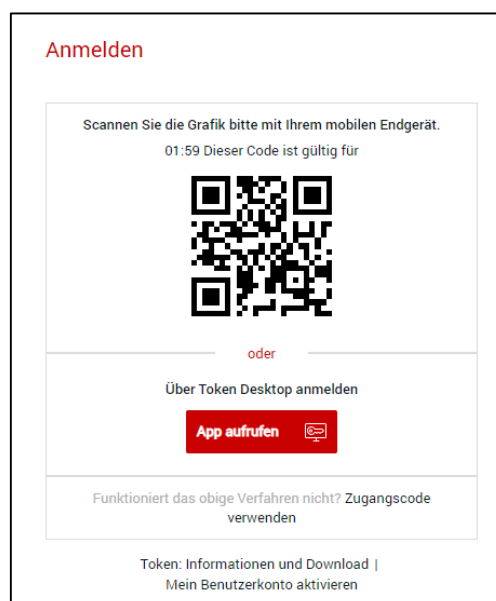 Anmelden
Scannen Sie die Grafik bitte mit Ihrem mobilen Endgerät.
01:59 Dieser Code ist gültig für
oder
Über Token Desktop anmelden
App aufrufen
Funktioniert das obige Verfahren nicht? Zugangscode
verwenden
Token: Informationen und Download |
Mein Benutzerkonto aktivieren